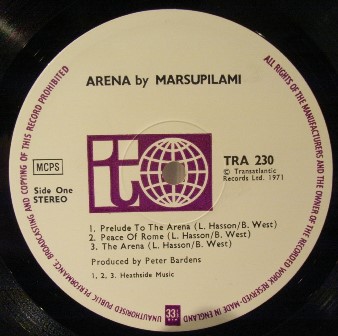 ARENA by MARSUPILAMI
ALL RIGHTS OF THE MANUFACTURERS AND THE OWNER OF THE RECORDED WORK RESERVED-MADE IN ENGLAND
UNAUTHORISED PUBLIC PERFORMANCE, BROADCASTING AND COPYING OF THIS RECORD PROHIBITED
MCPS
Side One
STEREO
it
TRA 230
© Transatlantic
Records Ltd. 1971
1. Prelude To The Arena (L. Hasson/B. West)
2. Peace Of Rome (L. Hasson/B. West)
3. The Arena (L. Hasson/B. West)
Produced by Peter Bardens
1, 2, 3. Heathside Music
33⅓